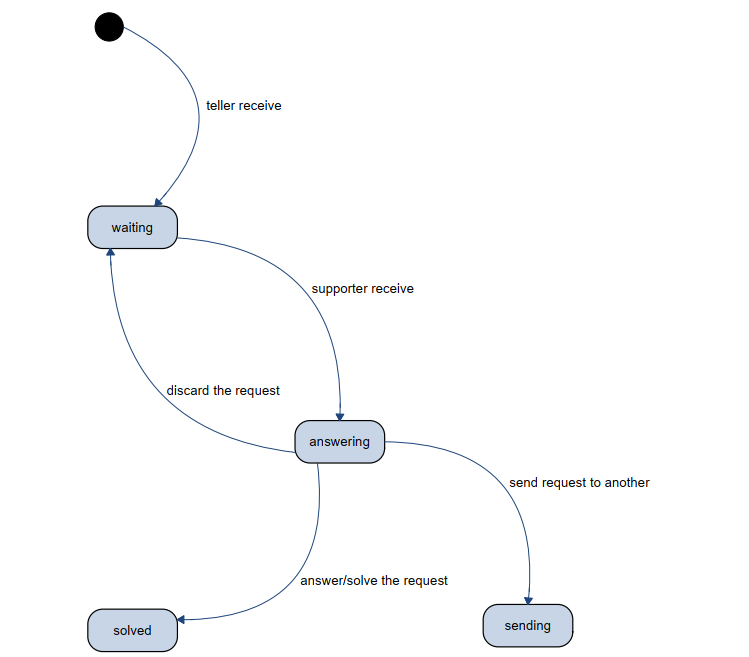 teller receive
waiting
supporter receive
discard the request
answering
send request to another
answer/solve the request
solved
sending